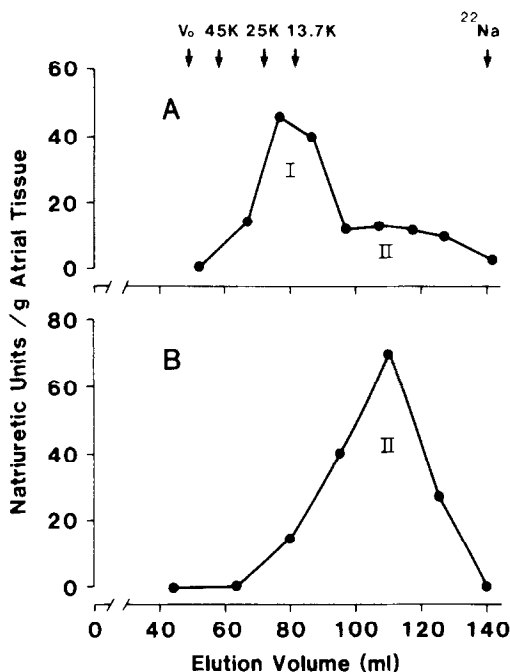 Vo 45K 25K 13.7K 22Na
60
A
40
I
20
II
0
Natriuretic Units / g Atrial Tissue
80
B
60
II
40
20
0
0 40 60 80 100 120 140
Elution Volume (ml)